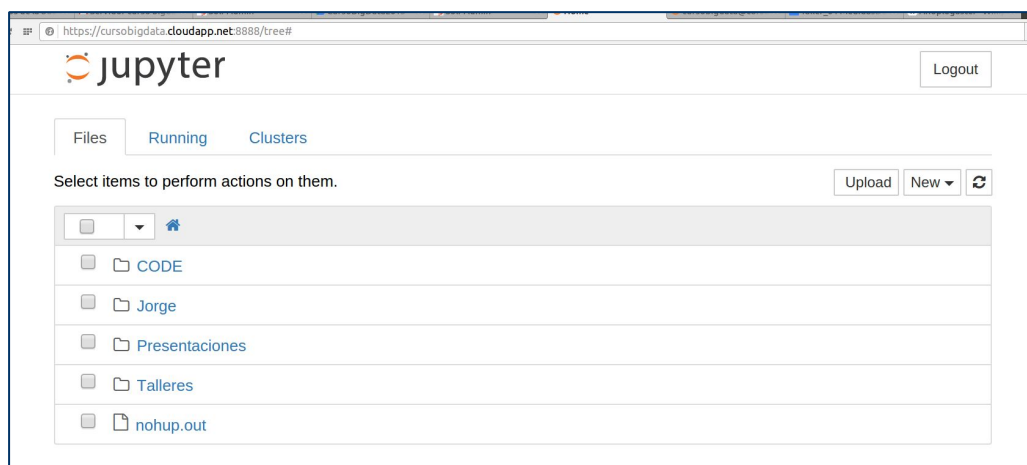 https://cursobigdata.cloudapp.net:8888/tree#
jupyter
Logout
Files Running Clusters
Select items to perform actions on them.
Upload New
CODE
Jorge
Presentaciones
Talleres
nohup.out